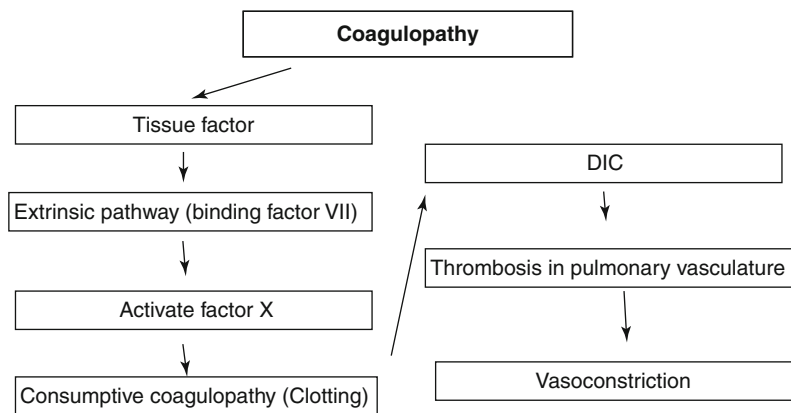 Coagulopathy
Tissue factor
Extrinsic pathway (binding factor VII)
Activate factor X
Consumptive coagulopathy (Clotting)
DIC
Thrombosis in pulmonary vasculature
Vasoconstriction